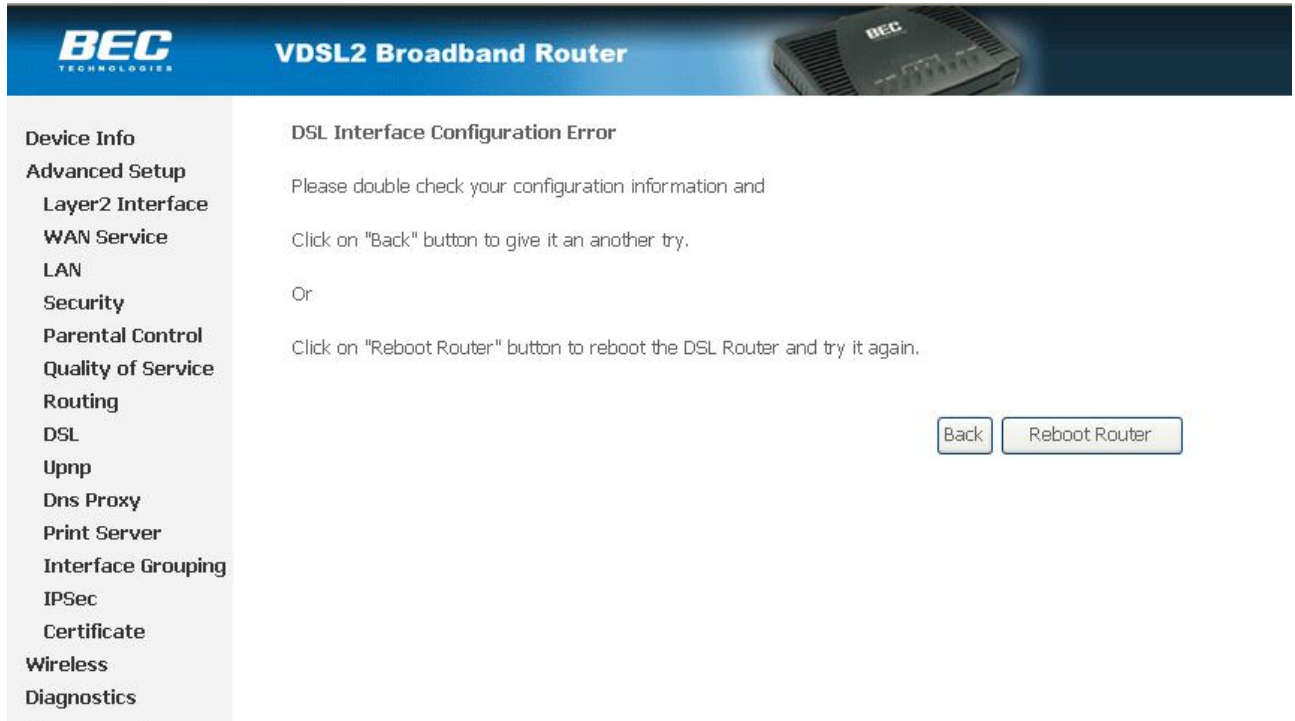 BEC
TECHNOLOGIES
VDSL2 Broadband Router
BEC
Device Info
Advanced Setup
Layer2 Interface
WAN Service
LAN
Security
Parental Control
Quality of Service
Routing
DSL
Upnp
Dns Proxy
Print Server
Interface Grouping
IPSec
Certificate
Wireless
Diagnostics
DSL Interface Configuration Error
Please double check your configuration information and
Click on "Back" button to give it an another try.
Or
Click on "Reboot Router" button to reboot the DSL Router and try it again.
Back Reboot Router